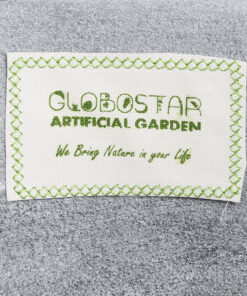 GLOBOSTAR
ARTIFICIAL GARDEN
We Bring Nature in your Life